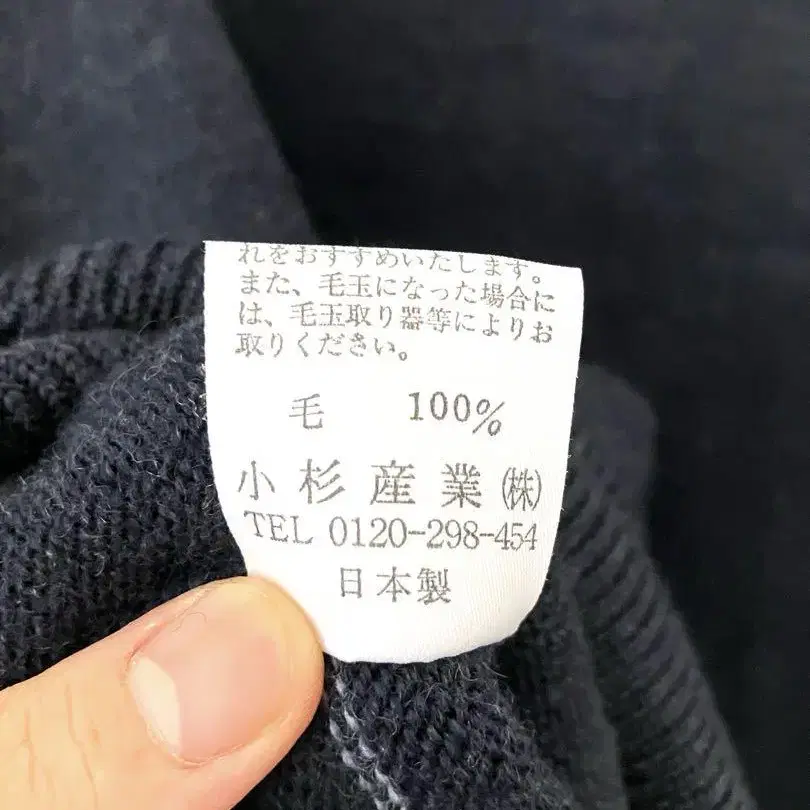 れをおすすめいたします。
また、毛玉になった場合に
は、毛玉取り器等によりお
取りください。
毛 100%
小杉産業(株)
TEL 0120-298-454
日本製